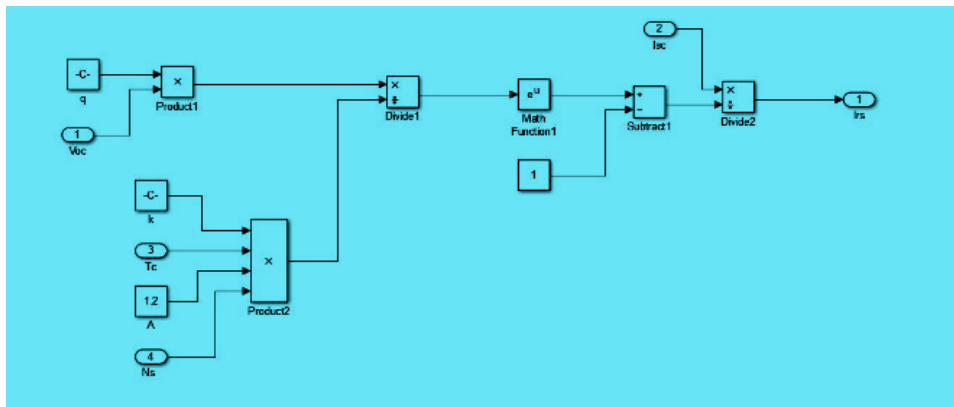 2
Isc
-C-
q
×
Product1
×
÷
Divide1
e^u
Math
Function1
+
−
Subtract1
×
÷
Divide2
1
Irs
1
Voc
1
-C-
k
3
Tc
×
Product2
1.2
A
4
Ns